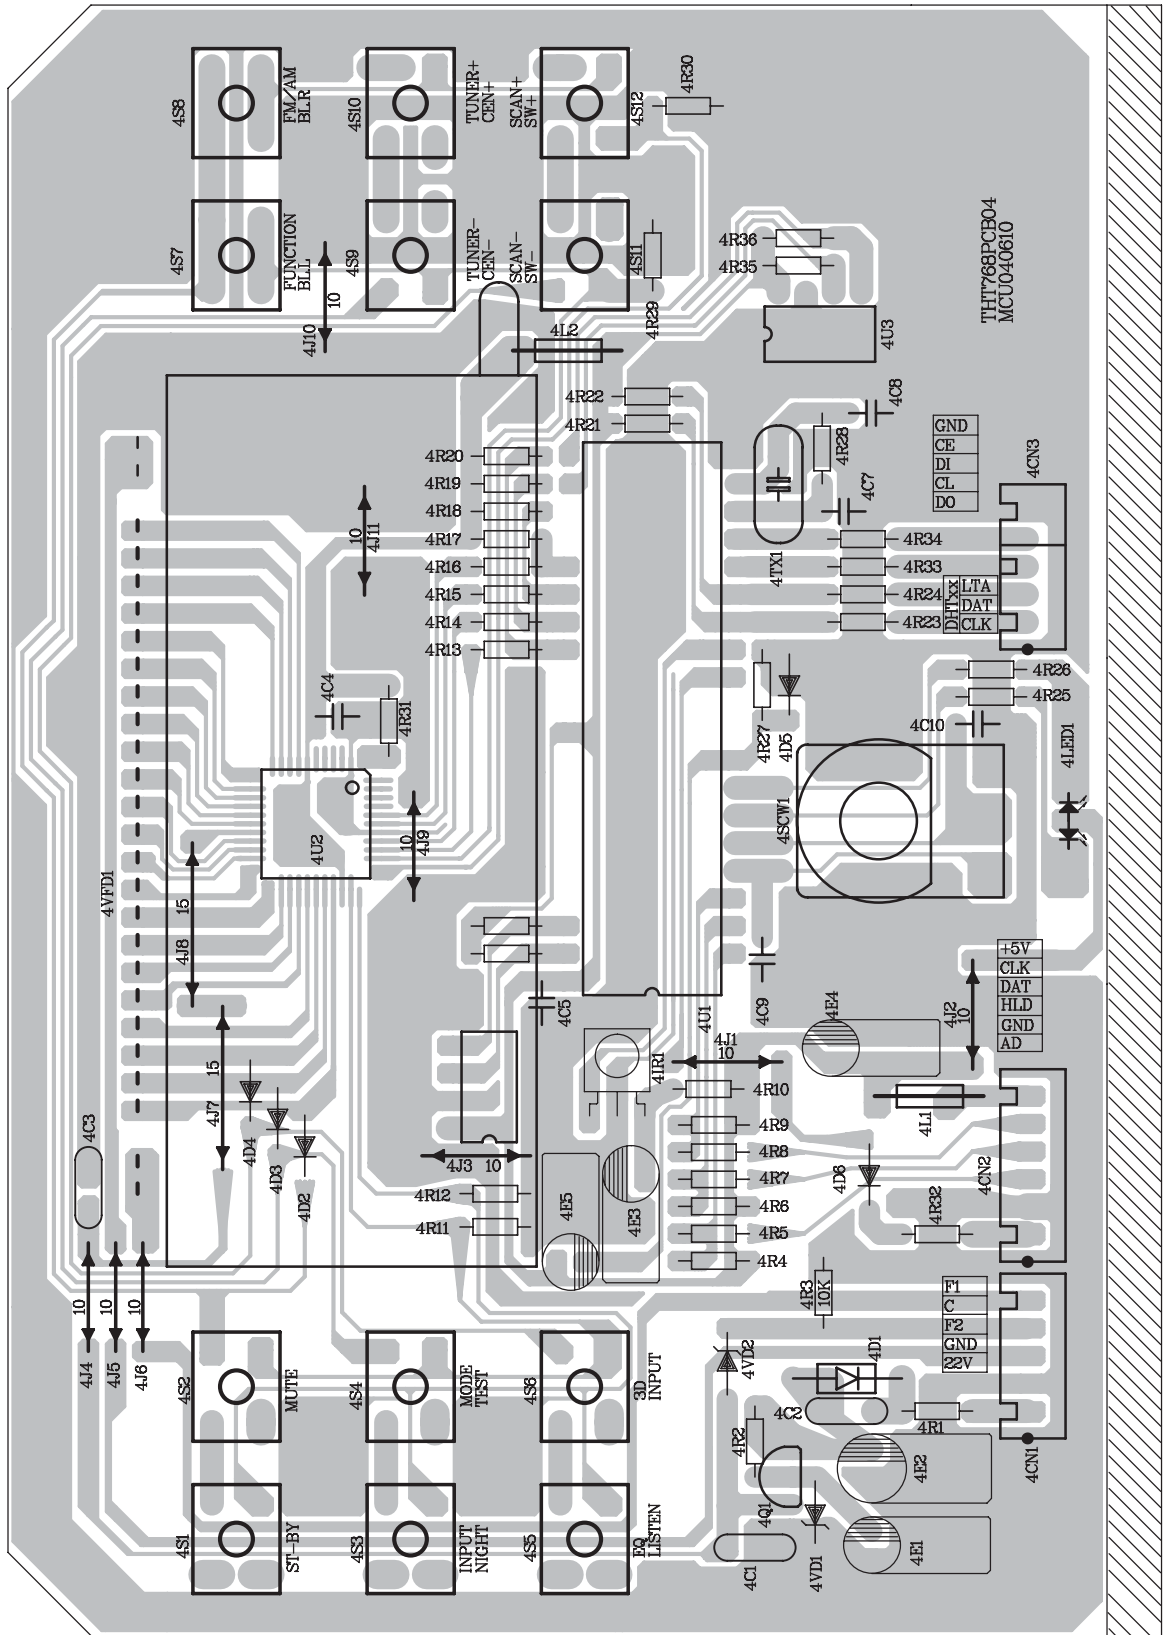 4S8
FM/AM
BLR
4S10
TUNER+
CEN+
SCAN+
SW+
4S12
4R30
4S7
FUNCTION
BLL
4S9
TUNER-
CEN-
SCAN-
SW-
4S11
4R29
4R36
4R35
THT768PCB04
MCU040610
10
4J10
4L2
4U3
4R22
4R21
4C8
4R28
GND
CE
DI
CL
DO
4CN3
4R20
4R19
4R18
4R17
4R16
4R15
4R14
4R13
10
4J11
4C7
4TX1
4R34
4R33
4R24
4R23
DHTxx
LTA
DAT
CLK
4C4
4R31
4R27
4D5
4R26
4R25
4C10
4LED1
4SCW1
4U2
10
4J9
4VFD1
15
4J8
+5V
CLK
DAT
HLD
GND
AD
4J2
10
4C5
4U1
4C9
4E4
15
4J7
4IR1
4J1
10
4R10
4L1
4R9
4R8
4R7
4R6
4R5
4R4
4C3
4D4
4D3
4D2
4J3
10
4R12
4R11
4E5
4E3
4D6
4R32
4CN2
10
10
10
4J4
4J5
4J6
4R3
10K
F1
C
F2
GND
22V
4S2
MUTE
4S4
MODE
TEST
4S6
3D
INPUT
4VD2
4D1
4C2
4R1
4CN1
4R2
4E2
4Q1
4S1
ST-BY
4S3
INPUT
NIGHT
4S5
EQ
LISTEN
4C1
4VD1
4E1